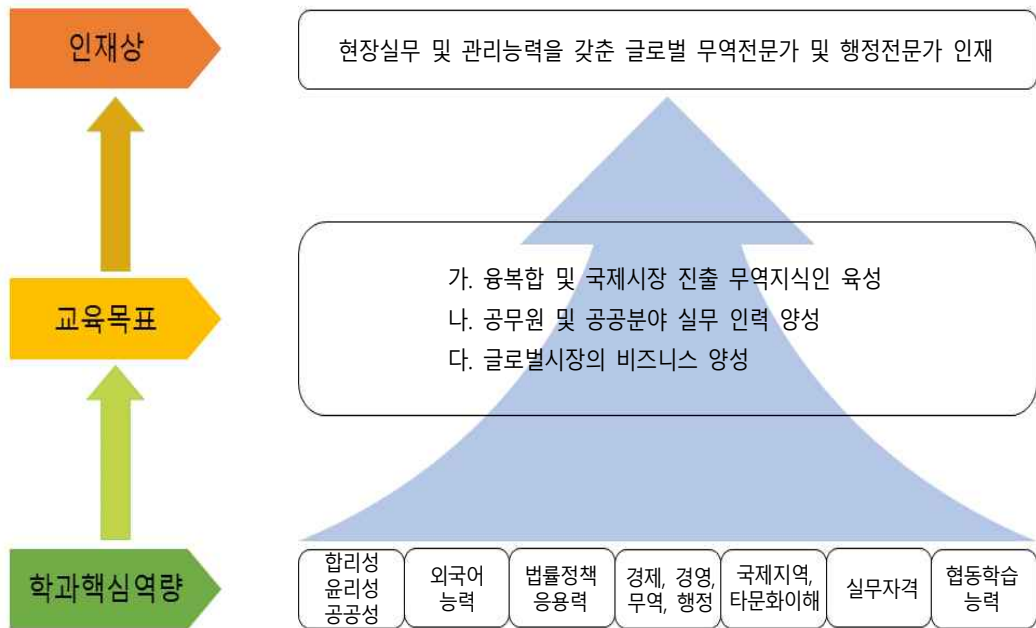 인재상
현장실무 및 관리능력을 갖춘 글로벌 무역전문가 및 행정전문가 인재
교육목표
가. 융복합 및 국제시장 진출 무역지식인 육성
나. 공무원 및 공공분야 실무 인력 양성
다. 글로벌시장의 비즈니스 양성
학과핵심역량
합리성
윤리성
공공성
외국어
능력
법률정책
응용력
경제, 경영,
무역, 행정
국제지역,
타문화이해
실무자격
협동학습
능력